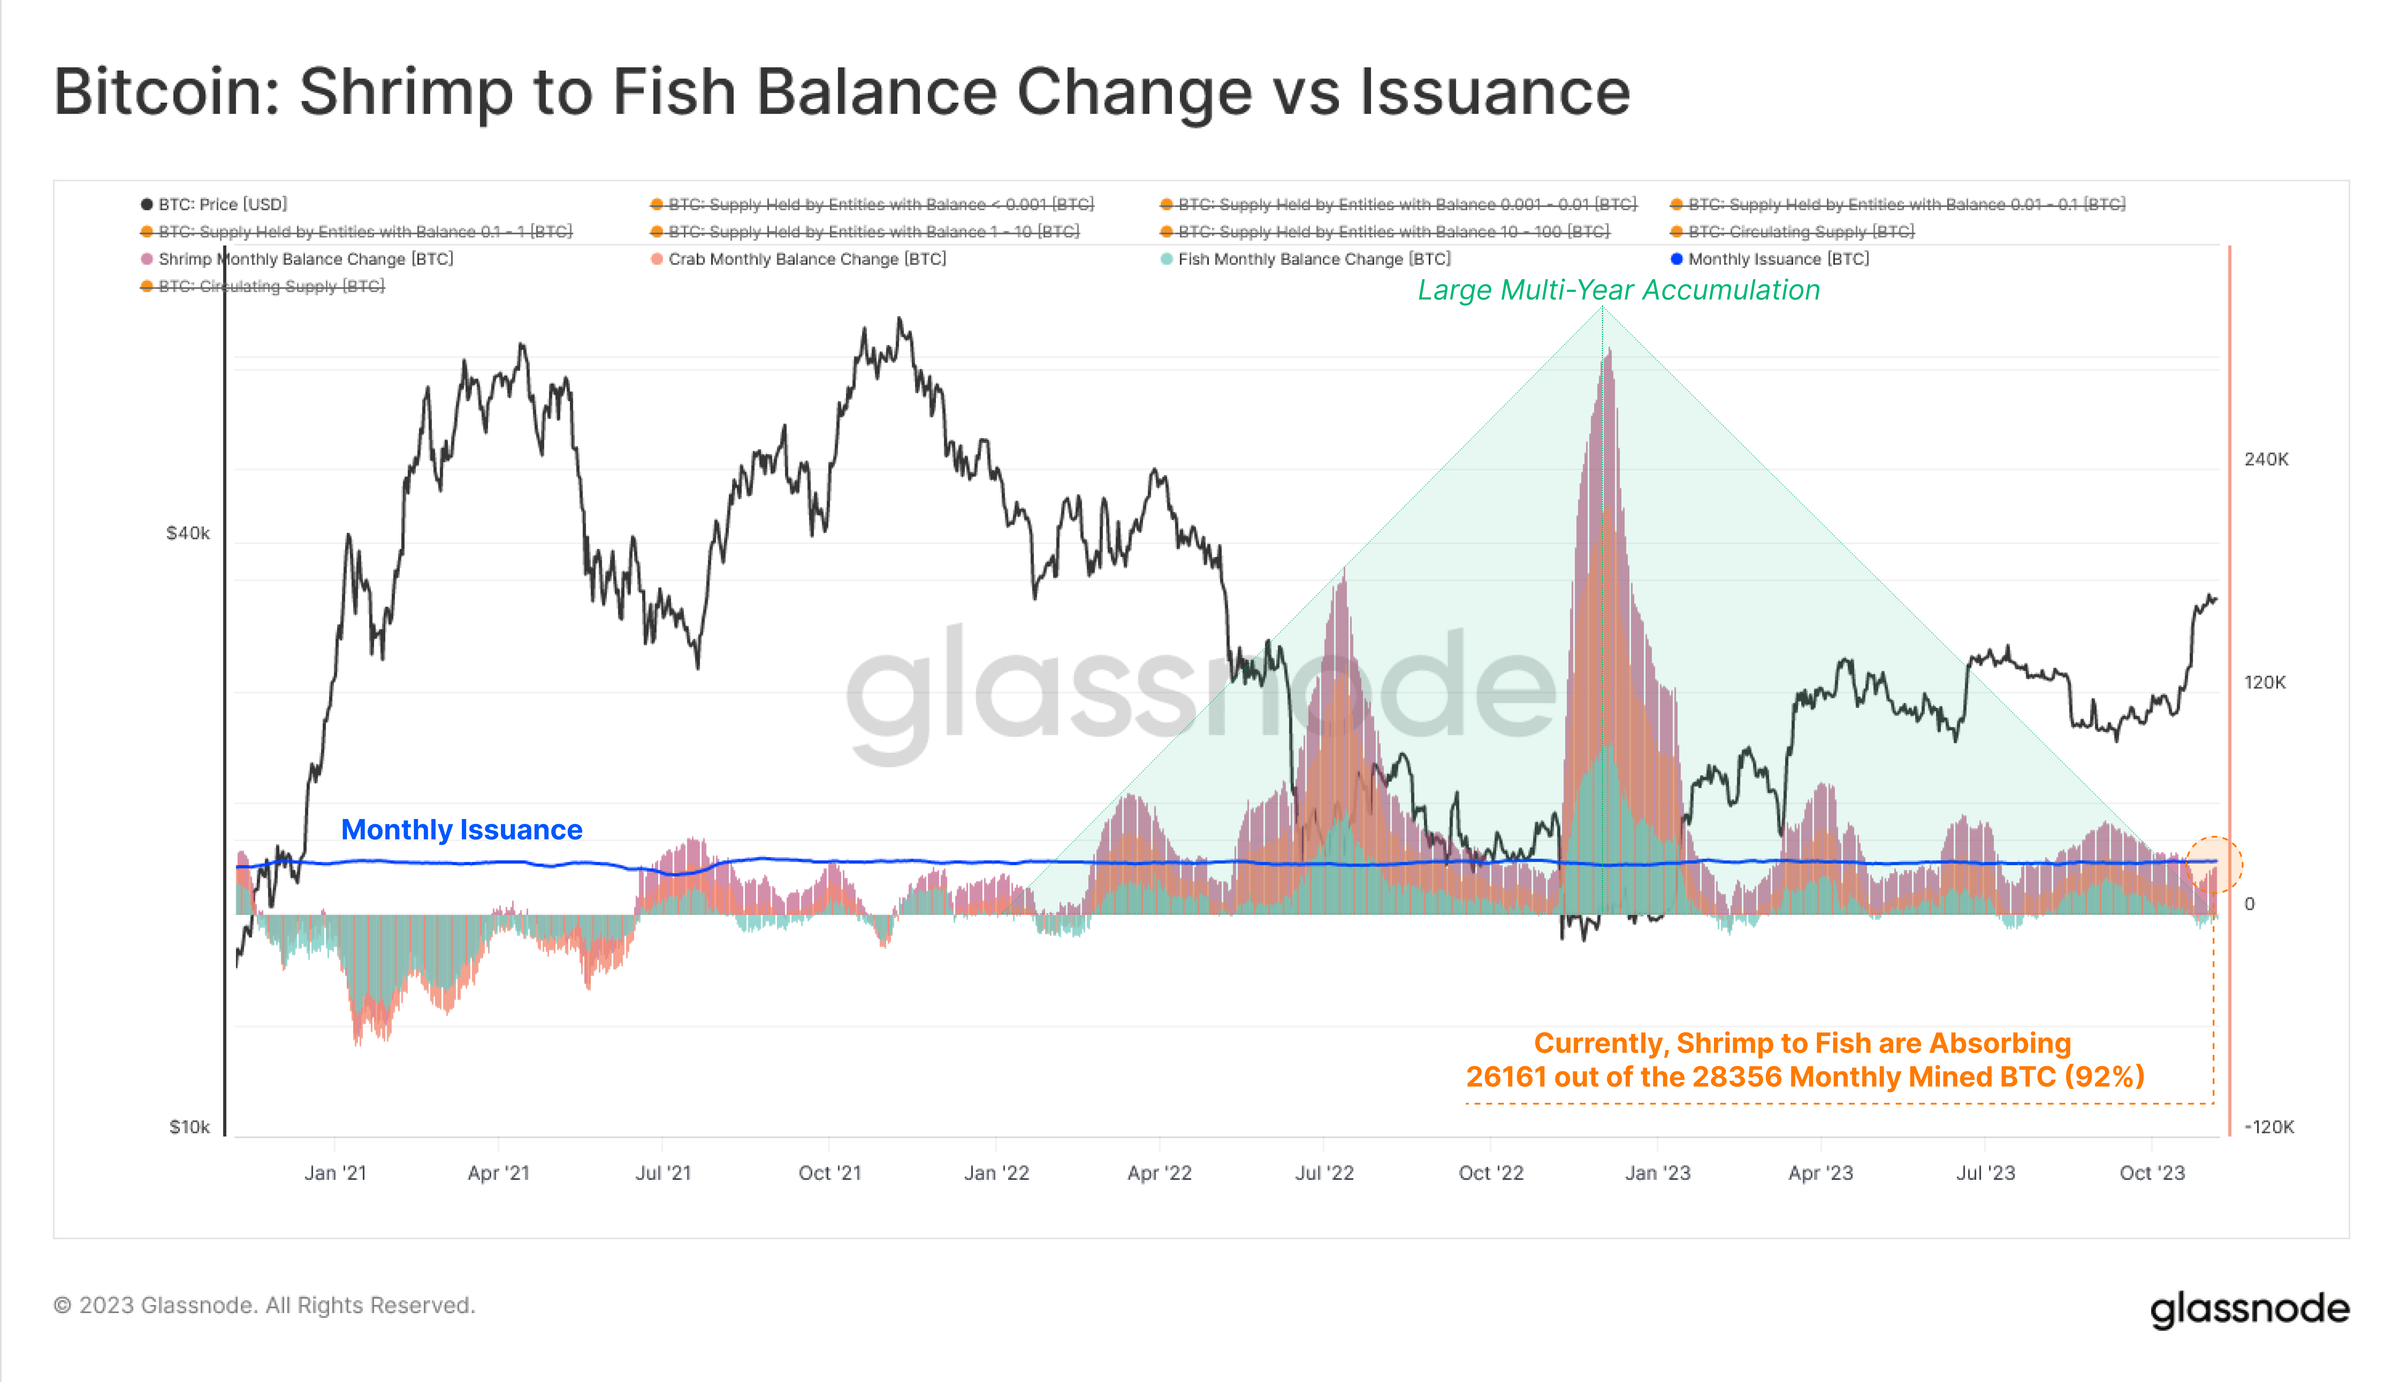 Bitcoin: Shrimp to Fish Balance Change vs Issuance
BTC: Price [USD]
BTC: Supply Held by Entities with Balance < 0.001 [BTC]
BTC: Supply Held by Entities with Balance 0.001 - 0.01 [BTC]
BTC: Supply Held by Entities with Balance 0.01 - 0.1 [BTC]
BTC: Supply Held by Entities with Balance 0.1 - 1 [BTC]
BTC: Supply Held by Entities with Balance 1 - 10 [BTC]
BTC: Supply Held by Entities with Balance 10 - 100 [BTC]
BTC: Circulating Supply [BTC]
Shrimp Monthly Balance Change [BTC]
Crab Monthly Balance Change [BTC]
Fish Monthly Balance Change [BTC]
Monthly Issuance [BTC]
BTC: Circulating Supply [BTC]
Large Multi-Year Accumulation
240K
$40k
glassnode
120K
Monthly Issuance
0
Currently, Shrimp to Fish are Absorbing
26161 out of the 28356 Monthly Mined BTC (92%)
$10k
-120K
Jan '21
Apr '21
Jul '21
Oct '21
Jan '22
Apr '22
Jul '22
Oct '22
Jan '23
Apr '23
Jul '23
Oct '23
© 2023 Glassnode. All Rights Reserved.
glassnode